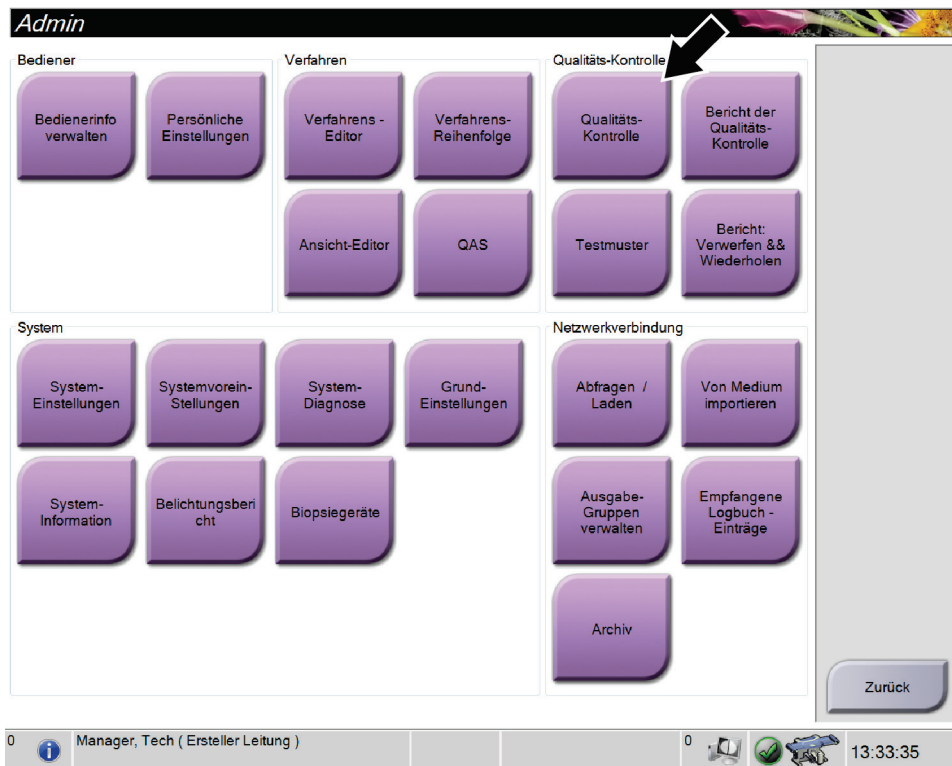 Admin
Bediener
Bedienerinfo
verwalten
Persönliche
Einstellungen
Verfahren
Verfahrens -
Editor
Verfahrens-
Reihenfolge
Ansicht-Editor
QAS
Qualitäts-Kontrolle
Qualitäts-
Kontrolle
Bericht der
Qualitäts-
Kontrolle
Testmuster
Bericht:
Verwerfen &&
Wiederholen
System
System-
Einstellungen
Systemvorein-
Stellungen
System-
Diagnose
Grund-
Einstellungen
System-
Information
Belichtungsberi
cht
Biopsiegeräte
Netzwerkverbindung
Abfragen /
Laden
Von Medium
importieren
Ausgabe-
Gruppen
verwalten
Empfangene
Logbuch -
Einträge
Archiv
Zurück
0
Manager, Tech ( Ersteller Leitung )
0
13:33:35